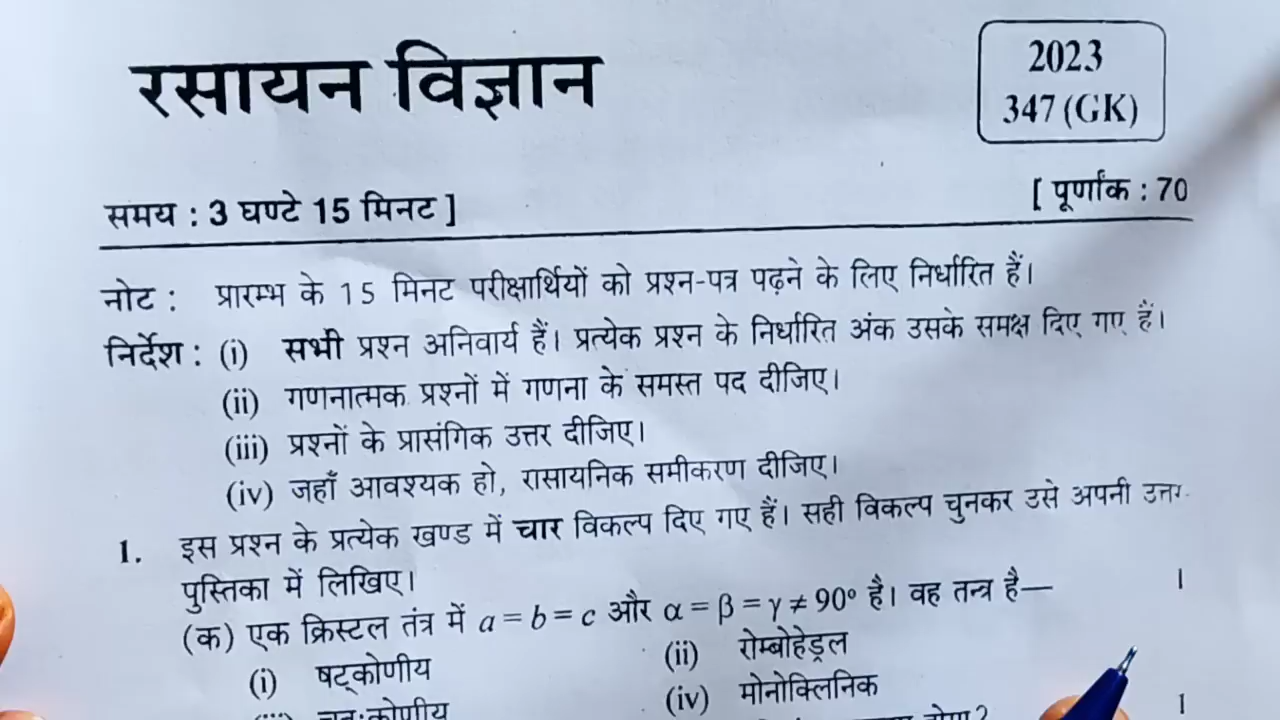 रसायन विज्ञान
2023
347 (GK)
समय : 3 घण्टे 15 मिनट ]
[ पूर्णांक : 70
नोट : प्रारम्भ के 15 मिनट परीक्षार्थियों को प्रश्न-पत्र पढ़ने के लिए निर्धारित हैं।
निर्देश : (i) सभी प्रश्न अनिवार्य हैं। प्रत्येक प्रश्न के निर्धारित अंक उसके समक्ष दिए गए हैं।
(ii) गणनात्मक प्रश्नों में गणना के समस्त पद दीजिए।
(iii) प्रश्नों के प्रासंगिक उत्तर दीजिए।
(iv) जहाँ आवश्यक हो, रासायनिक समीकरण दीजिए।
1. इस प्रश्न के प्रत्येक खण्ड में चार विकल्प दिए गए हैं। सही विकल्प चुनकर उसे अपनी उत्तर-
पुस्तिका में लिखिए।
(क) एक क्रिस्टल तंत्र में a = b = c और α = β = γ ≠ 90° है। वह तन्त्र है— 1
(i) षट्कोणीय (ii) रोम्बोहेड्रल
(iii) चतुःकोणीय (iv) मोनोक्लिनिक
होगा? 1